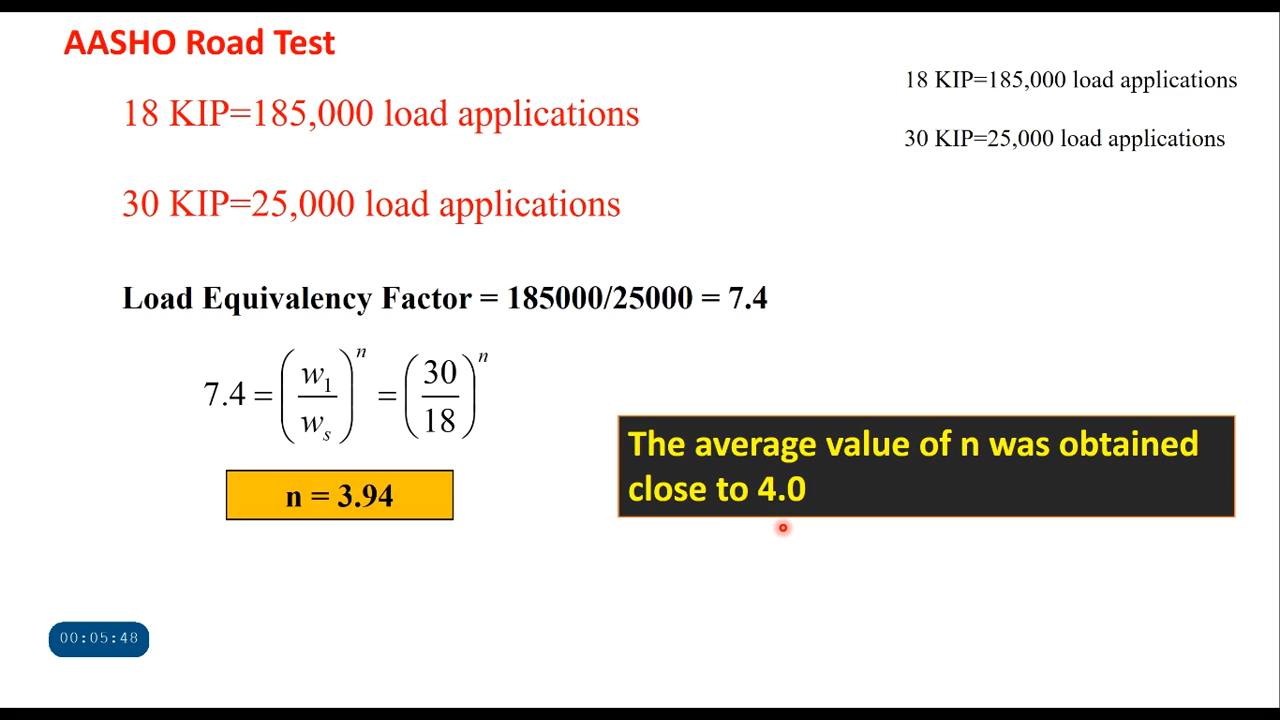 AASHO Road Test
18 KIP=185,000 load applications
18 KIP=185,000 load applications
30 KIP=25,000 load applications
30 KIP=25,000 load applications
Load Equivalency Factor = 185000/25000 = 7.4
7.4 = (w₁/wₛ)ⁿ = (30/18)ⁿ
n = 3.94
The average value of n was obtained
close to 4.0
00:05:48